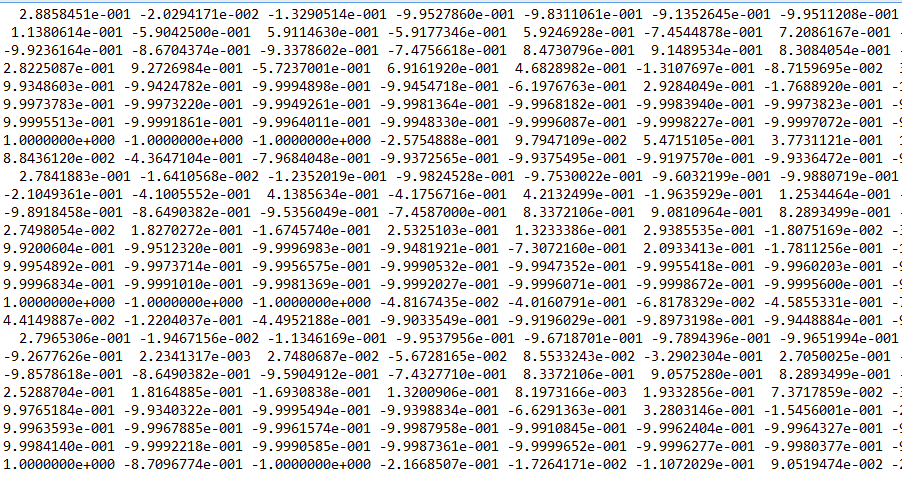 2.8858451e-001 -2.0294171e-002 -1.3290514e-001 -9.9527860e-001 -9.8311061e-001 -9.1352645e-001 -9.9511208e-001
1.1380614e-001 -5.9042500e-001 5.9114630e-001 -5.9177346e-001 5.9246928e-001 -7.4544878e-001 7.2086167e-001 -
-9.9236164e-001 -8.6704374e-001 -9.3378602e-001 -7.4756618e-001 8.4730796e-001 9.1489534e-001 8.3084054e-001 -
2.8225087e-001 9.2726984e-001 -5.7237001e-001 6.9161920e-001 4.6828982e-001 -1.3107697e-001 -8.7159695e-002 3
9.9348603e-001 -9.9424782e-001 -9.9994898e-001 -9.9454718e-001 -6.1976763e-001 2.9284049e-001 -1.7688920e-001 -1
9.9973783e-001 -9.9973220e-001 -9.9949261e-001 -9.9981364e-001 -9.9968182e-001 -9.9983940e-001 -9.9973823e-001 -9
9.9995513e-001 -9.9991861e-001 -9.9964011e-001 -9.9948330e-001 -9.9996087e-001 -9.9998227e-001 -9.9997072e-001 -9
1.0000000e+000 -1.0000000e+000 -1.0000000e+000 -2.5754888e-001 9.7947109e-002 5.4715105e-001 3.7731121e-001 1
8.8436120e-002 -4.3647104e-001 -7.9684048e-001 -9.9372565e-001 -9.9375495e-001 -9.9197570e-001 -9.9336472e-001 -9
2.7841883e-001 -1.6410568e-002 -1.2352019e-001 -9.9824528e-001 -9.7530022e-001 -9.6032199e-001 -9.9880719e-001
-2.1049361e-001 -4.1005552e-001 4.1385634e-001 -4.1756716e-001 4.2132499e-001 -1.9635929e-001 1.2534464e-001 -
-9.8918458e-001 -8.6490382e-001 -9.5356049e-001 -7.4587000e-001 8.3372106e-001 9.0810964e-001 8.2893499e-001 -
2.7498054e-002 1.8270272e-001 -1.6745740e-001 2.5325103e-001 1.3233386e-001 2.9385535e-001 -1.8075169e-002 -3
9.9200604e-001 -9.9512320e-001 -9.9996983e-001 -9.9481921e-001 -7.3072160e-001 2.0933413e-001 -1.7811256e-001 -1
9.9954892e-001 -9.9973714e-001 -9.9956575e-001 -9.9990532e-001 -9.9947352e-001 -9.9955418e-001 -9.9960203e-001 -9
9.9996834e-001 -9.9991010e-001 -9.9981369e-001 -9.9992027e-001 -9.9996071e-001 -9.9998672e-001 -9.9995600e-001 -9
1.0000000e+000 -1.0000000e+000 -1.0000000e+000 -4.8167435e-002 -4.0160791e-001 -6.8178329e-002 -4.5855331e-001 -7
4.4149887e-002 -1.2204037e-001 -4.4952188e-001 -9.9033549e-001 -9.9196029e-001 -9.8973198e-001 -9.9448884e-001 -9
2.7965306e-001 -1.9467156e-002 -1.1346169e-001 -9.9537956e-001 -9.6718701e-001 -9.7894396e-001 -9.9651994e-001
-9.2677626e-001 2.2341317e-003 2.7480687e-002 -5.6728165e-002 8.5533243e-002 -3.2902304e-001 2.7050025e-001 -
-9.8578618e-001 -8.6490382e-001 -9.5904912e-001 -7.4327710e-001 8.3372106e-001 9.0575280e-001 8.2893499e-001 -
2.5288704e-001 1.8164885e-001 -1.6930838e-001 1.3200906e-001 8.1973166e-003 1.9332856e-001 7.3717859e-002 -3
9.9765184e-001 -9.9340322e-001 -9.9995494e-001 -9.9398834e-001 -6.6291363e-001 3.2803146e-001 -1.5456001e-001 -2
9.9963593e-001 -9.9967885e-001 -9.9961574e-001 -9.9987958e-001 -9.9910845e-001 -9.9962404e-001 -9.9964327e-001 -9
9.9984140e-001 -9.9992218e-001 -9.9990585e-001 -9.9987361e-001 -9.9999652e-001 -9.9996277e-001 -9.9980377e-001 -9
1.0000000e+000 -8.7096774e-001 -1.0000000e+000 -2.1668507e-001 -1.7264171e-002 -1.1072029e-001 9.0519474e-002 -2